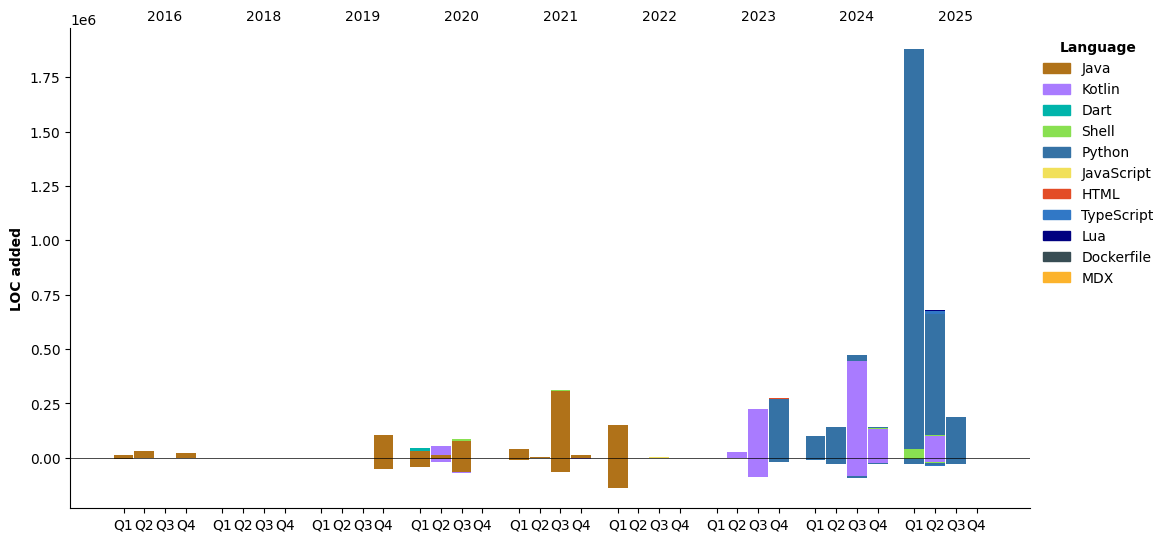 1e6
2016 2018 2019 2020 2021 2022 2023 2024 2025
LOC added
1.75
1.50
1.25
1.00
0.75
0.50
0.25
0.00
Q1 Q2 Q3 Q4 Q1 Q2 Q3 Q4 Q1 Q2 Q3 Q4 Q1 Q2 Q3 Q4 Q1 Q2 Q3 Q4 Q1 Q2 Q3 Q4 Q1 Q2 Q3 Q4 Q1 Q2 Q3 Q4 Q1 Q2 Q3 Q4
Language
Java
Kotlin
Dart
Shell
Python
JavaScript
HTML
TypeScript
Lua
Dockerfile
MDX